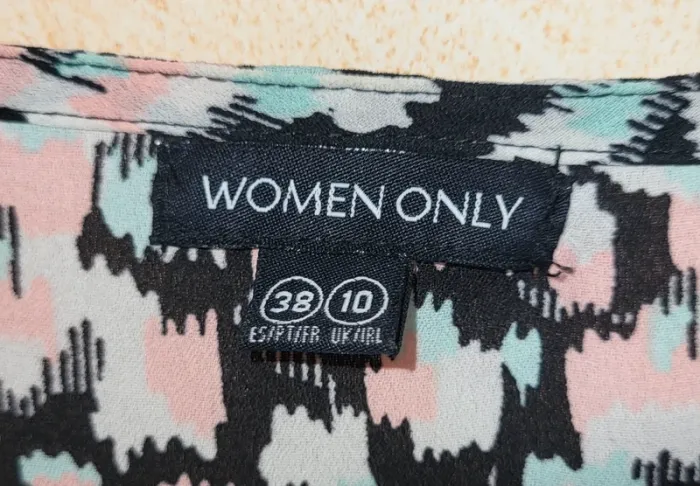 WOMEN ONLY
38 10
ES/PT/FR UK/IRL